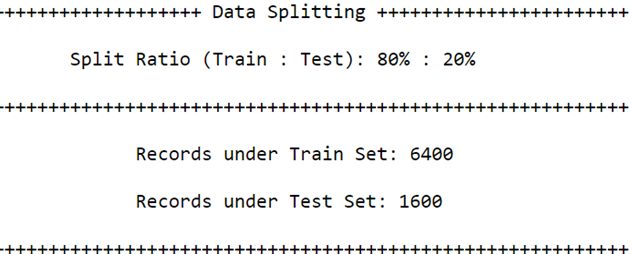 ++++++++++++++++++ Data Splitting +++++++++++++++++++++++
Split Ratio (Train : Test): 80% : 20%
+++++++++++++++++++++++++++++++++++++++++++++++++++++++++
Records under Train Set: 6400
Records under Test Set: 1600
+++++++++++++++++++++++++++++++++++++++++++++++++++++++++